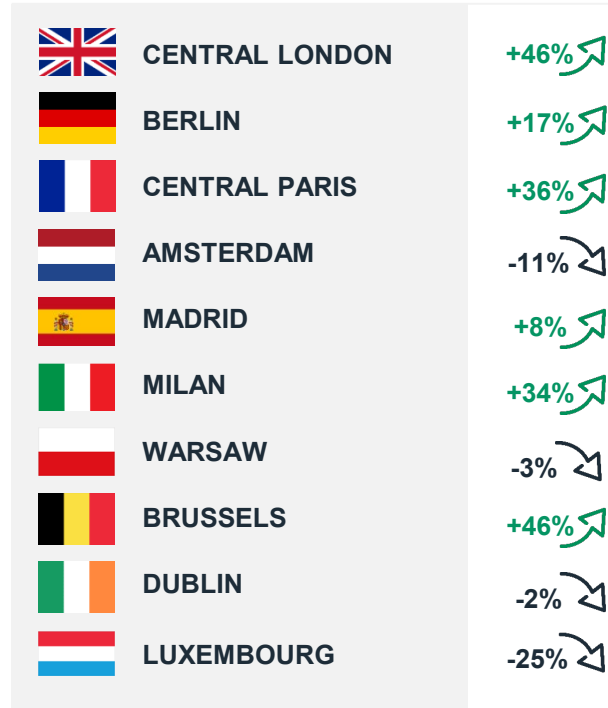 CENTRAL LONDON +46%
BERLIN +17%
CENTRAL PARIS +36%
AMSTERDAM -11%
MADRID +8%
MILAN +34%
WARSAW -3%
BRUSSELS +46%
DUBLIN -2%
LUXEMBOURG -25%